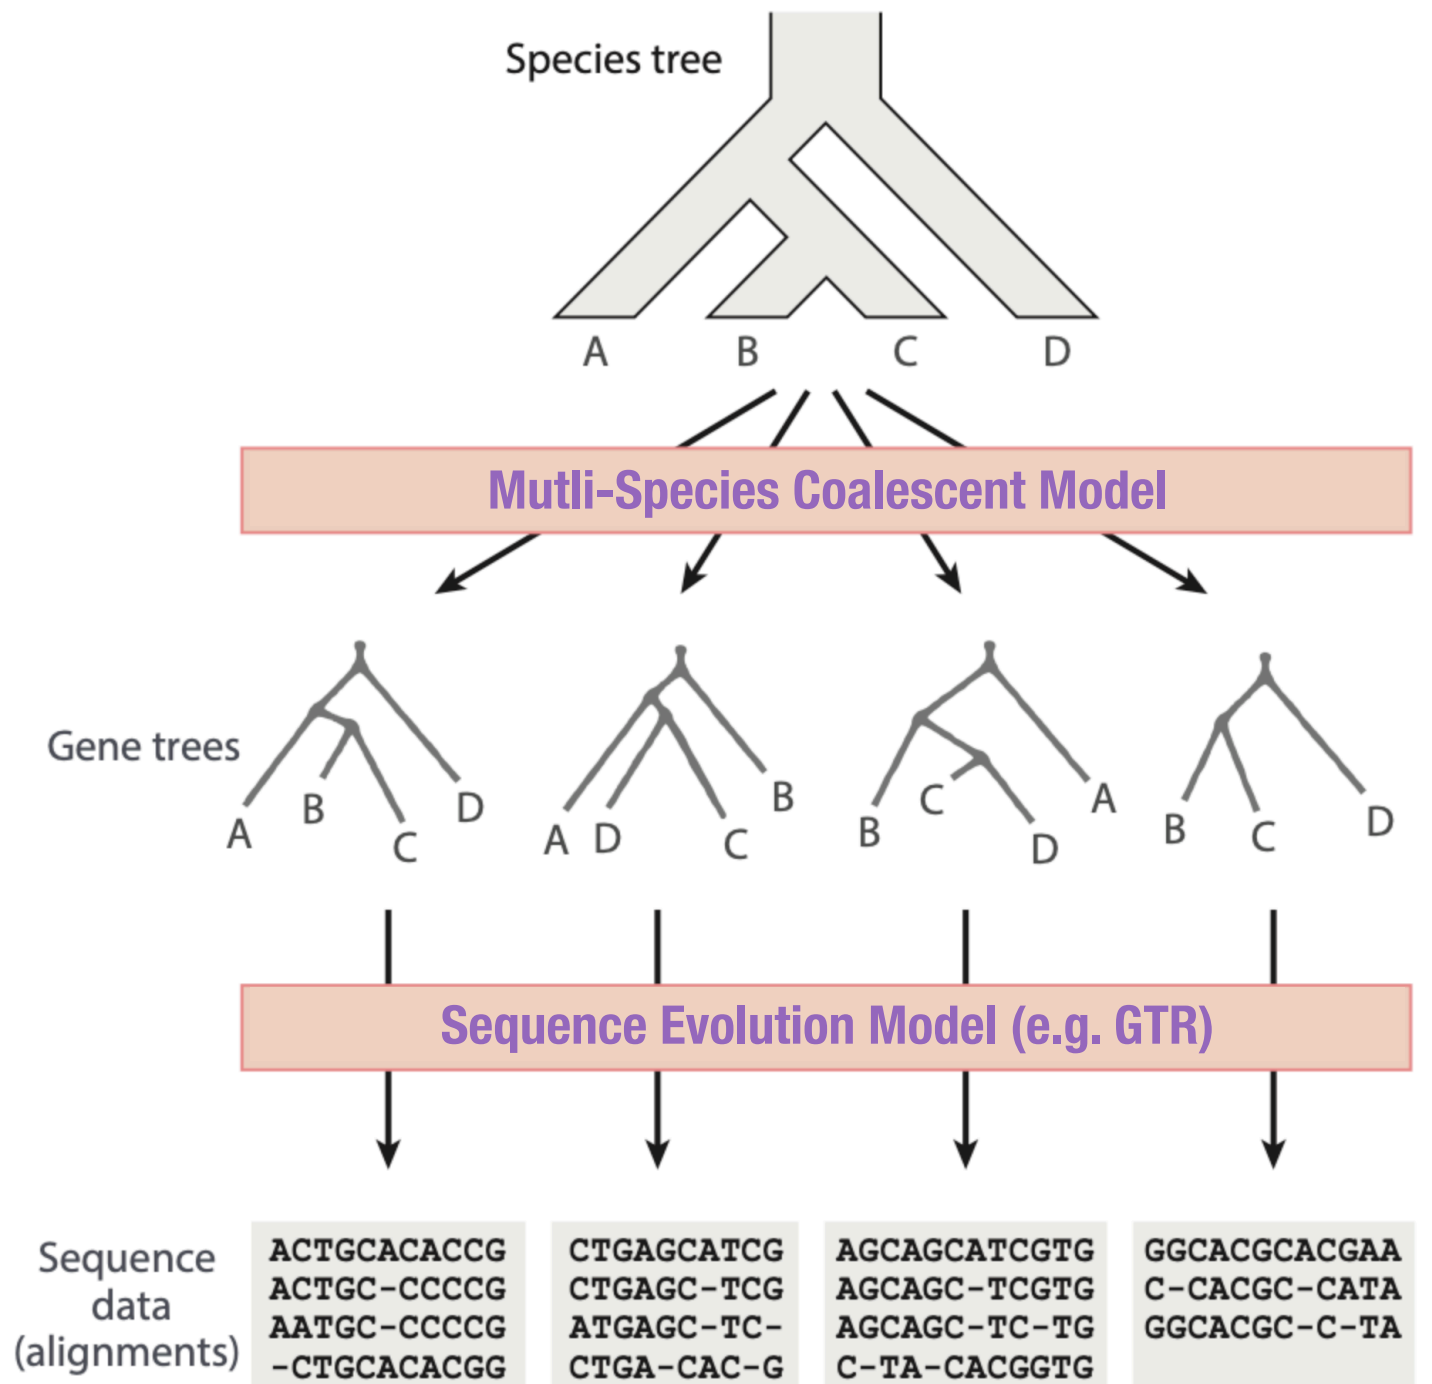 Species tree
A B C D
Mutli-Species Coalescent Model
Gene trees
A B C D
A D C B
B C D A
B C D
Sequence Evolution Model (e.g. GTR)
Sequence
data
(alignments)
ACTGCACACCG
ACTGC-CCCCG
AATGC-CCCCG
-CTGCACACGG
CTGAGCATCG
CTGAGC-TCG
ATGAGC-TC-
CTGA-CAC-G
AGCAGCATCGTG
AGCAGC-TCGTG
AGCAGC-TC-TG
C-TA-CACGGTG
GGCACGCACGAA
C-CACGC-CATA
GGCACGC-C-TA